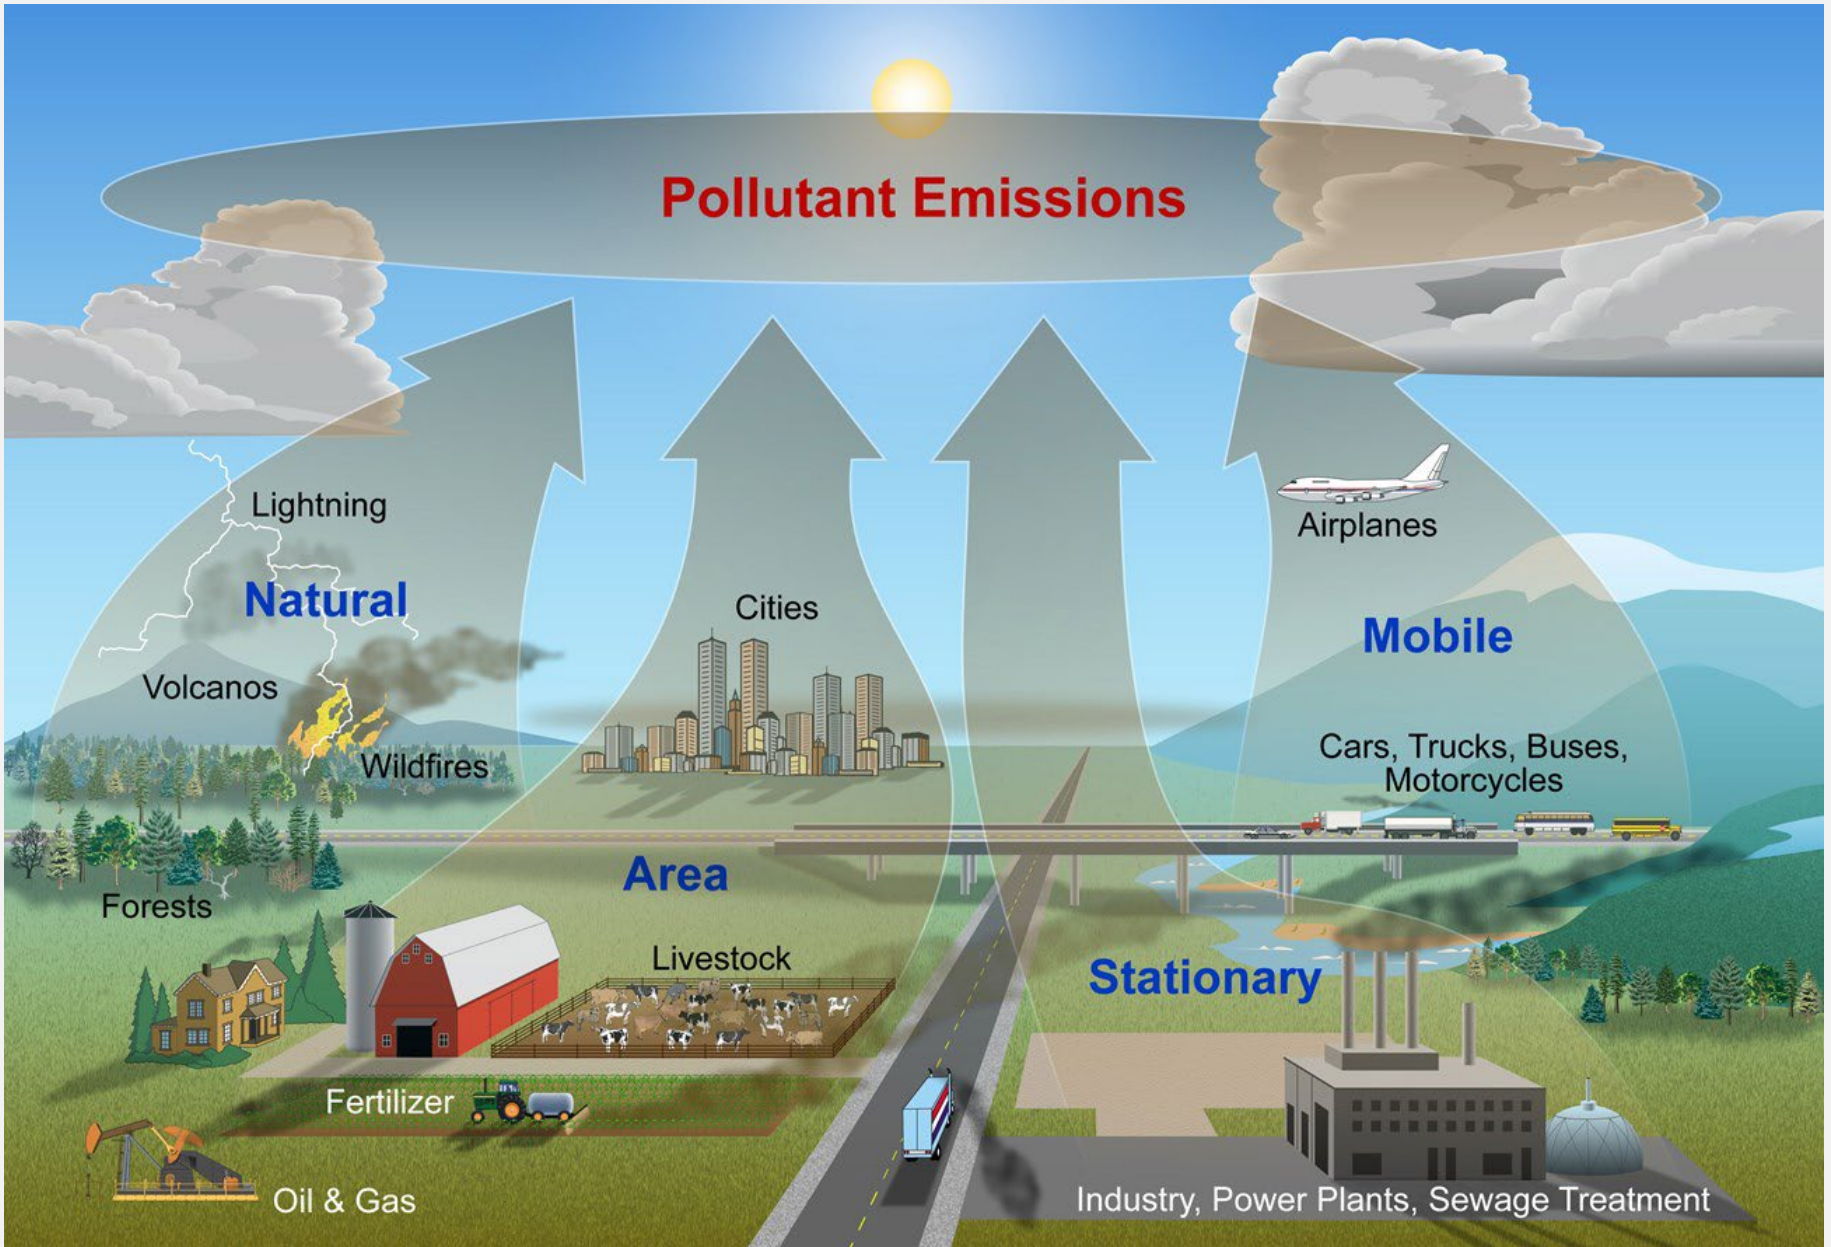 Pollutant Emissions
Lightning
Airplanes
Natural
Cities
Mobile
Volcanos
Cars, Trucks, Buses,
Motorcycles
Wildfires
Area
Forests
Livestock
Stationary
Fertilizer
Oil & Gas
Industry, Power Plants, Sewage Treatment